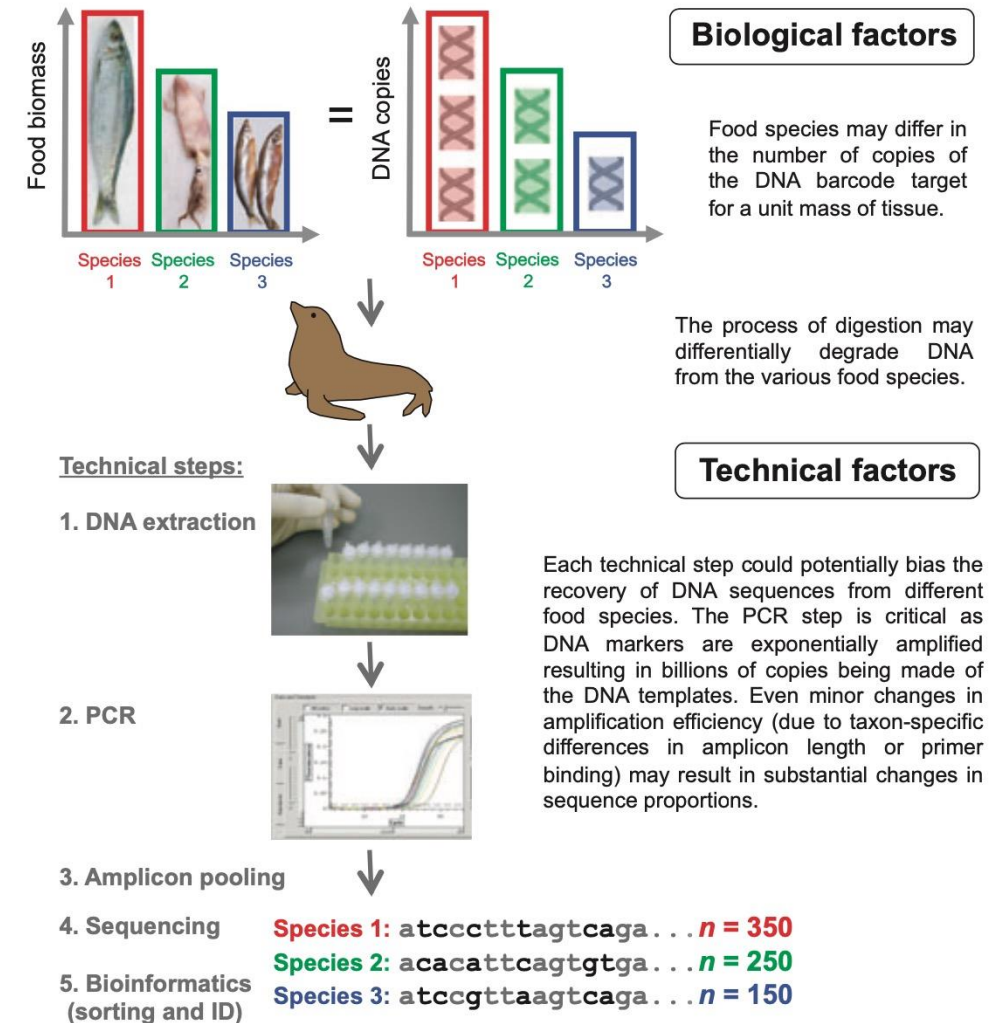 Biological factors
Food biomass
DNA copies
=
Species 1
Species 2
Species 3
Species 1
Species 2
Species 3
Food species may differ in
the number of copies of
the DNA barcode target
for a unit mass of tissue.
The process of digestion may
differentially degrade DNA
from the various food species.
Technical steps:
Technical factors
1. DNA extraction
Each technical step could potentially bias the
recovery of DNA sequences from different
food species. The PCR step is critical as
DNA markers are exponentially amplified
resulting in billions of copies being made of
the DNA templates. Even minor changes in
amplification efficiency (due to taxon-specific
differences in amplicon length or primer
binding) may result in substantial changes in
sequence proportions.
2. PCR
3. Amplicon pooling
4. Sequencing
5. Bioinformatics
(sorting and ID)
Species 1: atccctttagtcaga...n = 350
Species 2: acacattcagtgtga...n = 250
Species 3: atccgttaagtcaga...n = 150